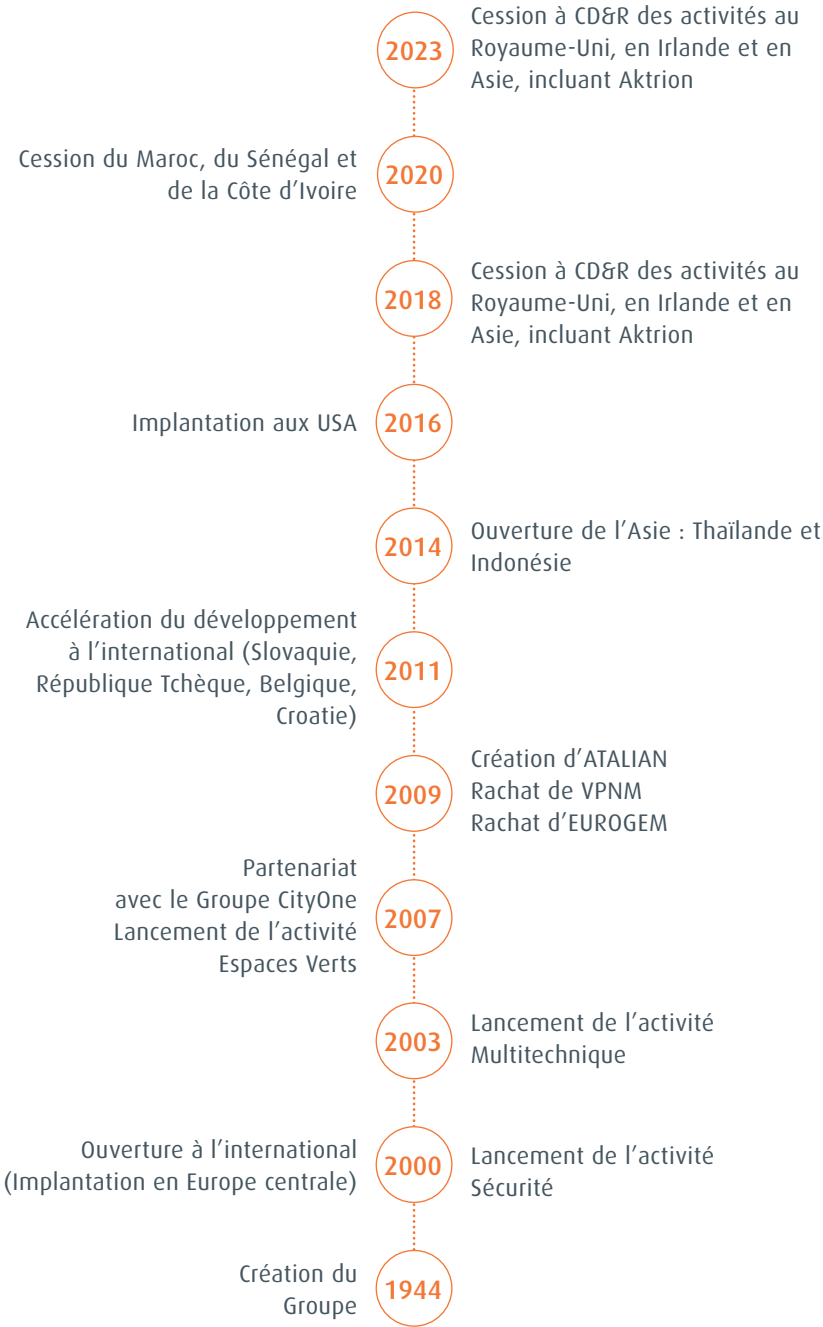 2023
Cession à CD&R des activités au
Royaume-Uni, en Irlande et en
Asie, incluant Aktrion
Cession du Maroc, du Sénégal et
de la Côte d’Ivoire
2020
2018
Cession à CD&R des activités au
Royaume-Uni, en Irlande et en
Asie, incluant Aktrion
Implantation aux USA
2016
2014
Ouverture de l’Asie : Thaïlande et
Indonésie
Accélération du développement
à l’international (Slovaquie,
République Tchèque, Belgique,
Croatie)
2011
2009
Création d’ATALIAN
Rachat de VPNM
Rachat d’EUROGEM
Partenariat
avec le Groupe CityOne
Lancement de l’activité
Espaces Verts
2007
2003
Lancement de l’activité
Multitechnique
Ouverture à l’international
(Implantation en Europe centrale)
2000
Lancement de l’activité
Sécurité
Création du
Groupe
1944